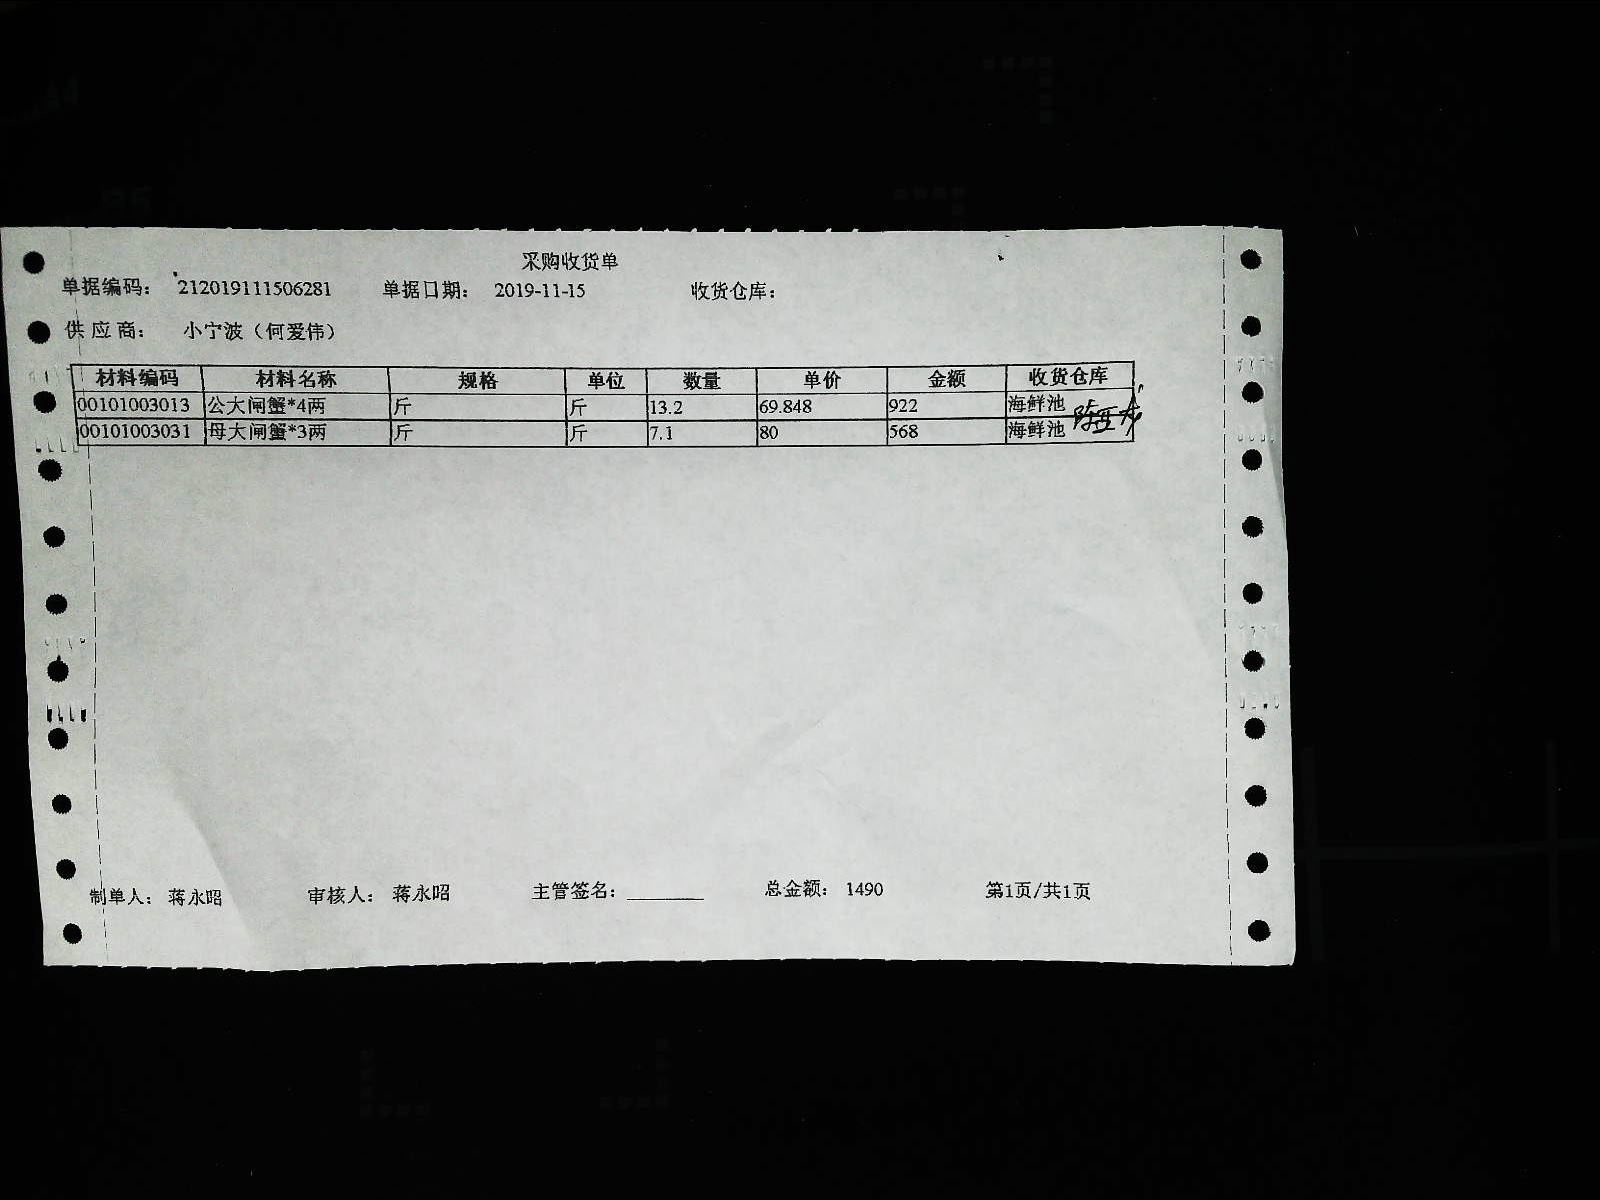 采购收货单
单据编码： 212019111506281 单据日期： 2019-11-15 收货仓库：
供应商： 小宁波（何爱伟）
材料编码 材料名称 规格 单位 数量 单价 金额 收货仓库
00101003013 公大闸蟹*4两 斤 斤 13.2 69.848 922 海鲜池
00101003031 母大闸蟹*3两 斤 斤 7.1 80 568 海鲜池
制单人： 蒋永昭 审核人： 蒋永昭 主管签名：________ 总金额： 1490 第1页/共1页